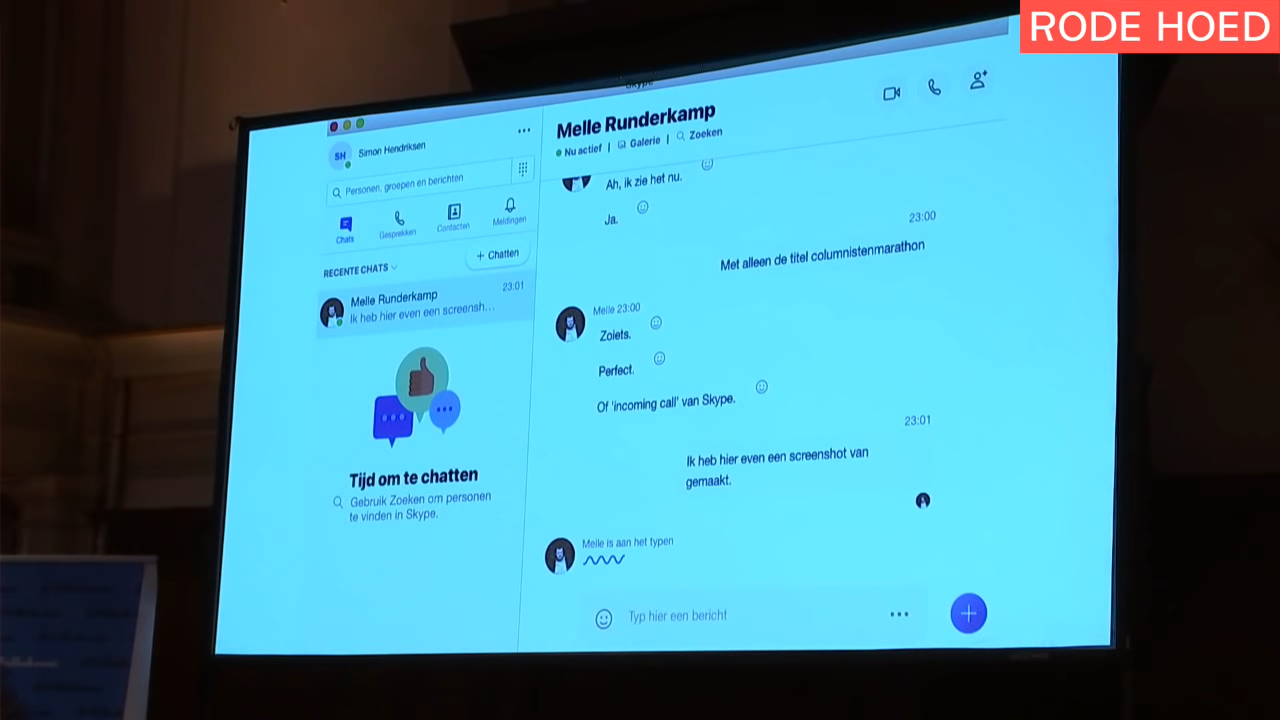 RODE HOED
Skype
SH
Simon Hendriksen
Personen, groepen en berichten
Chats
Gesprekken
Contacten
Meldingen
RECENTE CHATS
+ Chatten
Melle Runderkamp
23:01
Ik heb hier even een screensh...
Tijd om te chatten
Gebruik Zoeken om personen
te vinden in Skype.
Melle Runderkamp
Nu actief | Galerie | Zoeken
Ah, ik zie het nu.
Ja.
23:00
Met alleen de titel columnistenmarathon
Melle 23:00
Zoiets.
Perfect.
Of 'incoming call' van Skype.
23:01
Ik heb hier even een screenshot van
gemaakt.
Melle is aan het typen
Typ hier een bericht